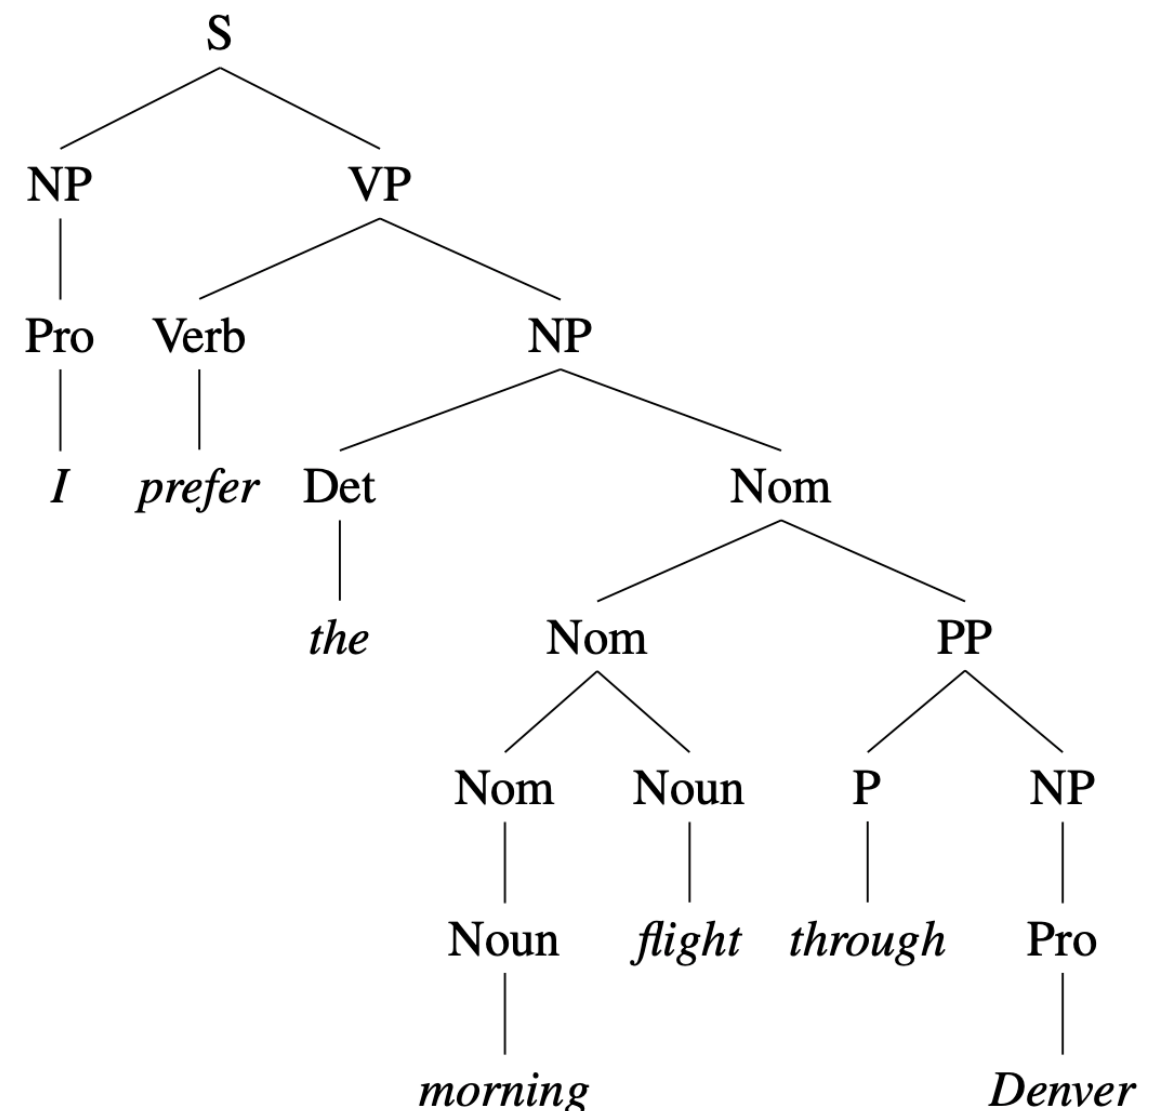 S
NP VP
Pro Verb NP
I prefer Det Nom
the Nom PP
Nom Noun P NP
Noun flight through Pro
morning Denver